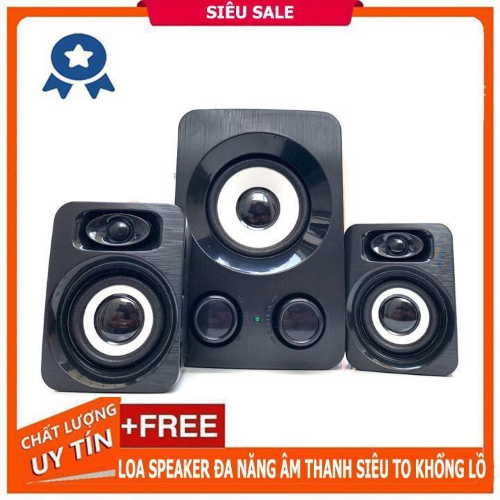 SIÊU SALE
CHẤT LƯỢNG
UY TÍN
+FREE
LOA SPEAKER ĐA NĂNG ÂM THANH SIÊU TO KHỔNG LỒ